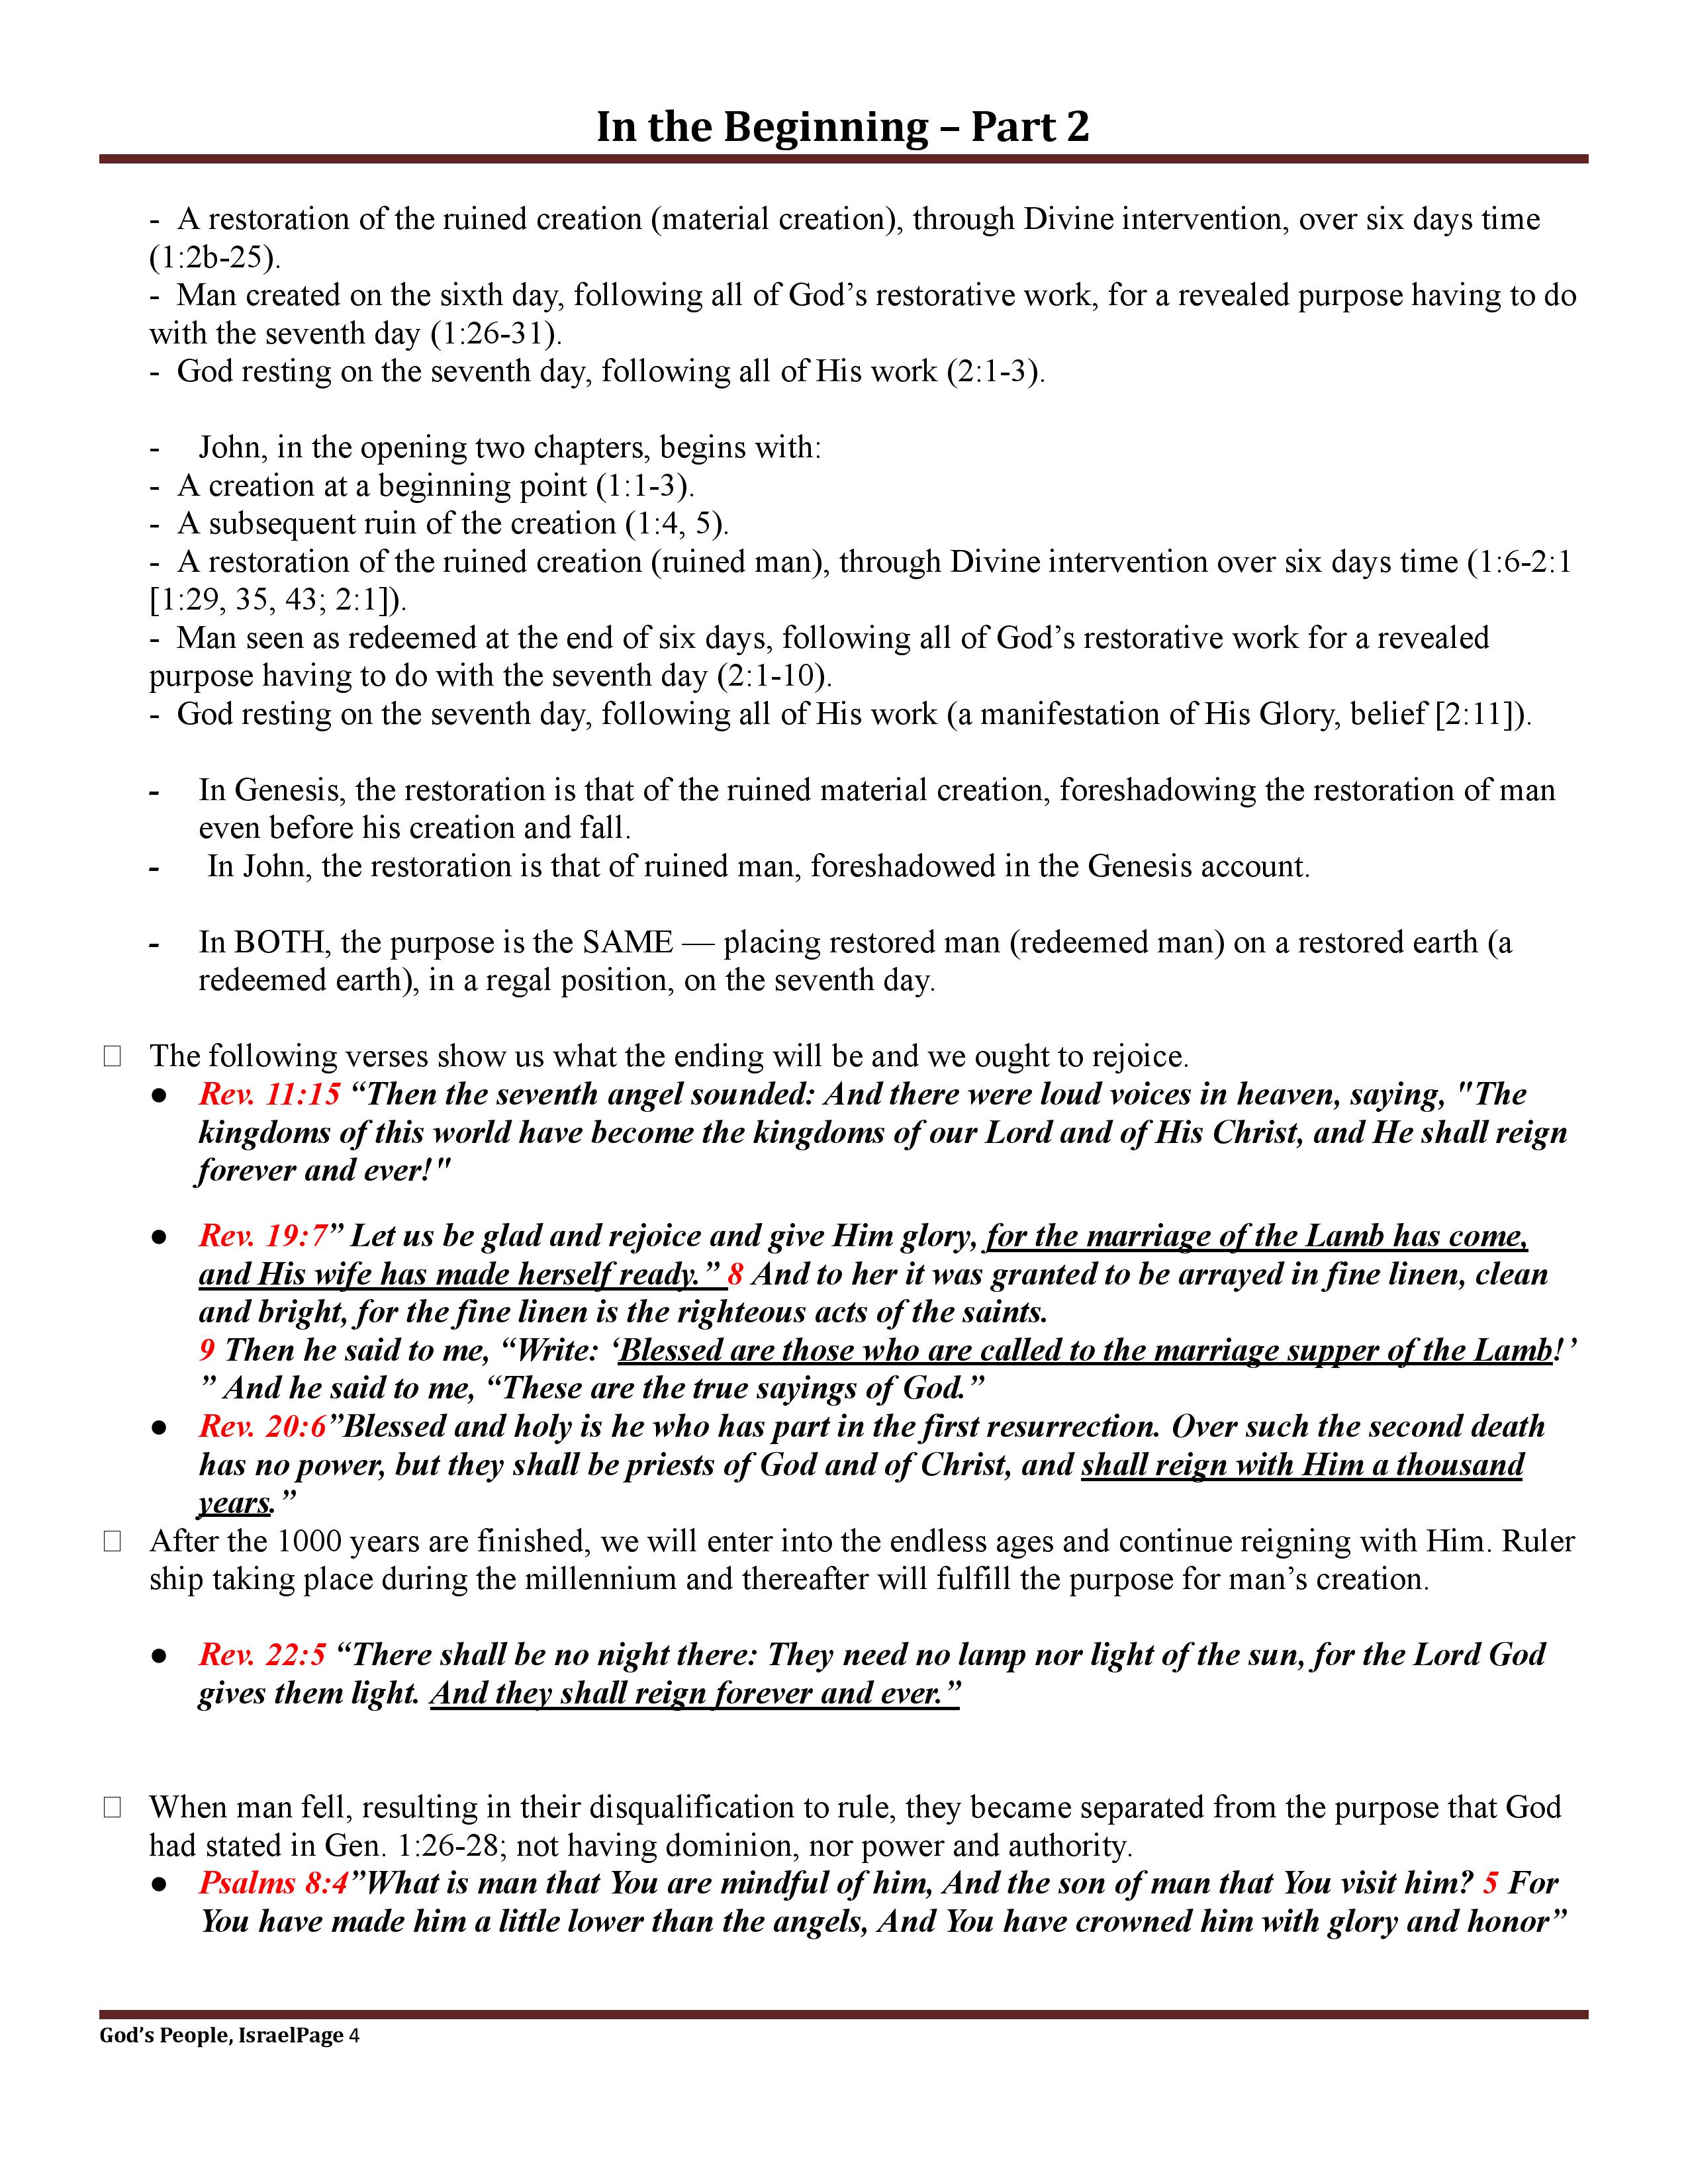 In the Beginning – Part 2
- A restoration of the ruined creation (material creation), through Divine intervention, over six days time
(1:2b-25).
- Man created on the sixth day, following all of God’s restorative work, for a revealed purpose having to do
with the seventh day (1:26-31).
- God resting on the seventh day, following all of His work (2:1-3).
- John, in the opening two chapters, begins with:
- A creation at a beginning point (1:1-3).
- A subsequent ruin of the creation (1:4, 5).
- A restoration of the ruined creation (ruined man), through Divine intervention over six days time (1:6-2:1
[1:29, 35, 43; 2:1]).
- Man seen as redeemed at the end of six days, following all of God’s restorative work for a revealed
purpose having to do with the seventh day (2:1-10).
- God resting on the seventh day, following all of His work (a manifestation of His Glory, belief [2:11]).
- In Genesis, the restoration is that of the ruined material creation, foreshadowing the restoration of man
even before his creation and fall.
- In John, the restoration is that of ruined man, foreshadowed in the Genesis account.
- In BOTH, the purpose is the SAME — placing restored man (redeemed man) on a restored earth (a
redeemed earth), in a regal position, on the seventh day.
□ The following verses show us what the ending will be and we ought to rejoice.
● Rev. 11:15 “Then the seventh angel sounded: And there were loud voices in heaven, saying, "The
kingdoms of this world have become the kingdoms of our Lord and of His Christ, and He shall reign
forever and ever!"
● Rev. 19:7” Let us be glad and rejoice and give Him glory, for the marriage of the Lamb has come,
and His wife has made herself ready.” 8 And to her it was granted to be arrayed in fine linen, clean
and bright, for the fine linen is the righteous acts of the saints.
9 Then he said to me, “Write: ‘Blessed are those who are called to the marriage supper of the Lamb!’
” And he said to me, “These are the true sayings of God.”
● Rev. 20:6”Blessed and holy is he who has part in the first resurrection. Over such the second death
has no power, but they shall be priests of God and of Christ, and shall reign with Him a thousand
years.”
□ After the 1000 years are finished, we will enter into the endless ages and continue reigning with Him. Ruler
ship taking place during the millennium and thereafter will fulfill the purpose for man’s creation.
● Rev. 22:5 “There shall be no night there: They need no lamp nor light of the sun, for the Lord God
gives them light. And they shall reign forever and ever.”
□ When man fell, resulting in their disqualification to rule, they became separated from the purpose that God
had stated in Gen. 1:26-28; not having dominion, nor power and authority.
● Psalms 8:4”What is man that You are mindful of him, And the son of man that You visit him? 5 For
You have made him a little lower than the angels, And You have crowned him with glory and honor”
God’s People, IsraelPage 4